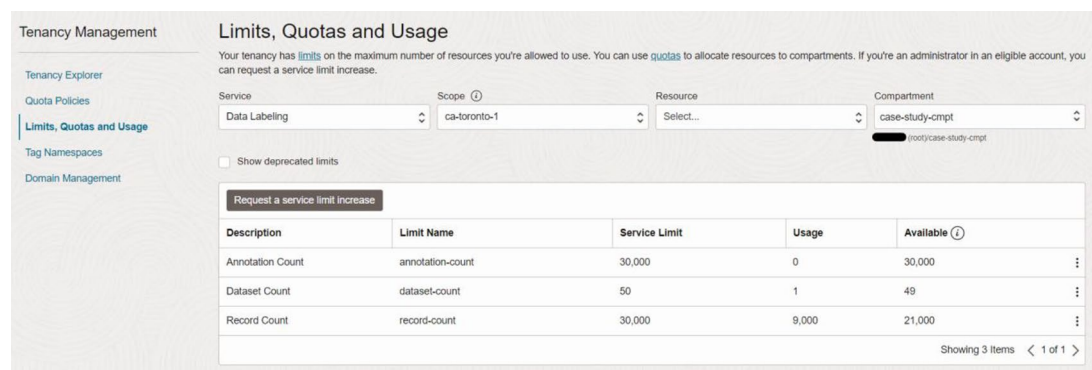 Tenancy Management
Tenancy Explorer
Quota Policies
Limits, Quotas and Usage
Tag Namespaces
Domain Management
Limits, Quotas and Usage
Your tenancy has limits on the maximum number of resources you're allowed to use. You can use quotas to allocate resources to compartments. If you're an administrator in an eligible account, you
can request a service limit increase.
Service Scope Resource Compartment
Data Labeling ca-toronto-1 Select... case-study-cmpt
(root)/case-study-cmpt
Show deprecated limits
Request a service limit increase
Description Limit Name Service Limit Usage Available
Annotation Count annotation-count 30,000 0 30,000
Dataset Count dataset-count 50 1 49
Record Count record-count 30,000 9,000 21,000
Showing 3 Items < 1 of 1 >